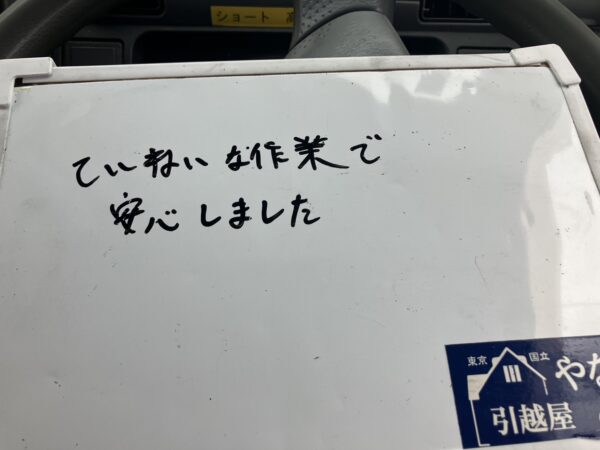 ショート
ていねいな作業で
安心しました
東京
国立
やな
引越屋